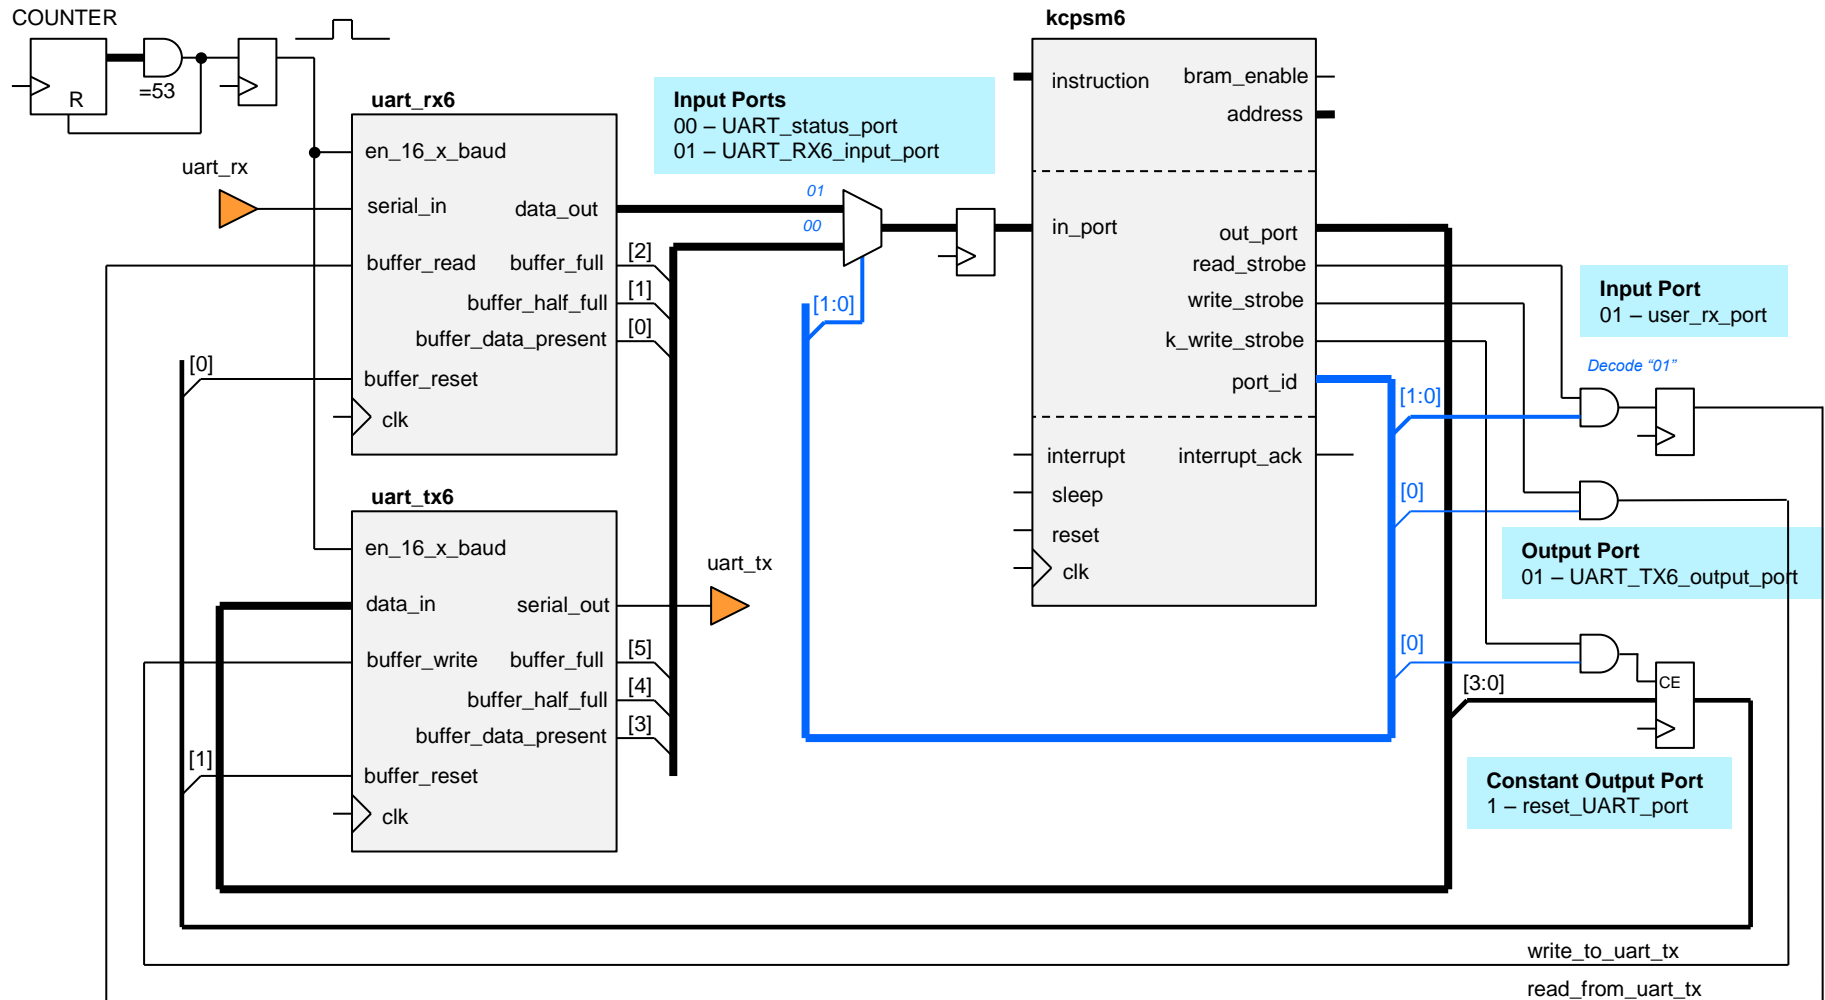 COUNTER
R
=53
uart_rx
uart_rx6
en_16_x_baud
serial_in
data_out
buffer_read
buffer_full
[2]
buffer_half_full
[1]
buffer_data_present
[0]
[0]
buffer_reset
clk
uart_tx6
en_16_x_baud
data_in
serial_out
uart_tx
buffer_write
buffer_full
[5]
buffer_half_full
[4]
buffer_data_present
[3]
[1]
buffer_reset
clk
Input Ports
00 – UART_status_port
01 – UART_RX6_input_port
01
00
[1:0]
kcpsm6
instruction
bram_enable
address
in_port
out_port
read_strobe
write_strobe
k_write_strobe
port_id
interrupt
interrupt_ack
sleep
reset
clk
Input Port
01 – user_rx_port
Decode “01”
[1:0]
[0]
Output Port
01 – UART_TX6_output_port
[0]
[3:0]
CE
Constant Output Port
1 – reset_UART_port
write_to_uart_tx
read_from_uart_tx